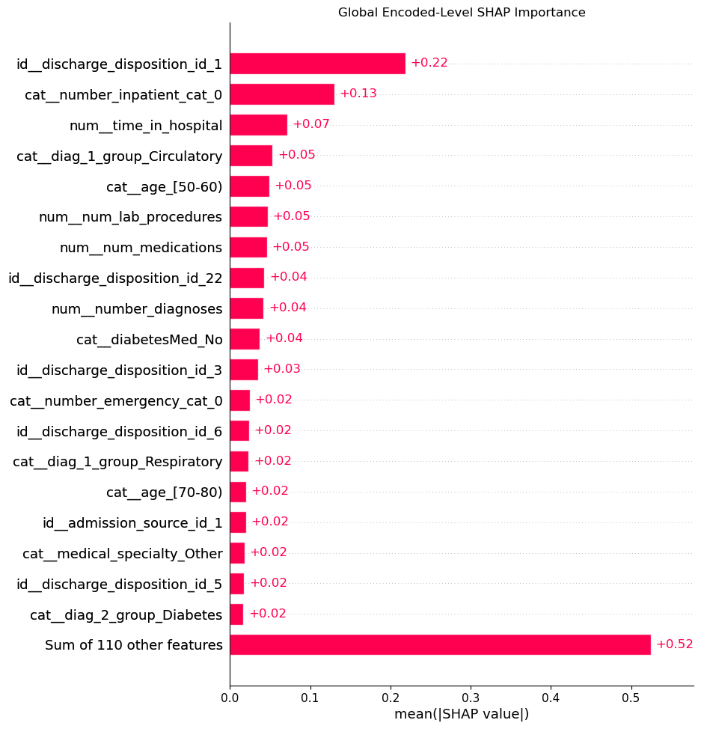 Global Encoded-Level SHAP Importance
id__discharge_disposition_id_1 +0.22
cat__number_inpatient_cat_0 +0.13
num__time_in_hospital +0.07
cat__diag_1_group_Circulatory +0.05
cat__age_[50-60) +0.05
num__num_lab_procedures +0.05
num__num_medications +0.05
id__discharge_disposition_id_22 +0.04
num__number_diagnoses +0.04
cat__diabetesMed_No +0.04
id__discharge_disposition_id_3 +0.03
cat__number_emergency_cat_0 +0.02
id__discharge_disposition_id_6 +0.02
cat__diag_1_group_Respiratory +0.02
cat__age_[70-80) +0.02
id__admission_source_id_1 +0.02
cat__medical_specialty_Other +0.02
id__discharge_disposition_id_5 +0.02
cat__diag_2_group_Diabetes +0.02
Sum of 110 other features +0.52
0.0 0.1 0.2 0.3 0.4 0.5
mean(|SHAP value|)